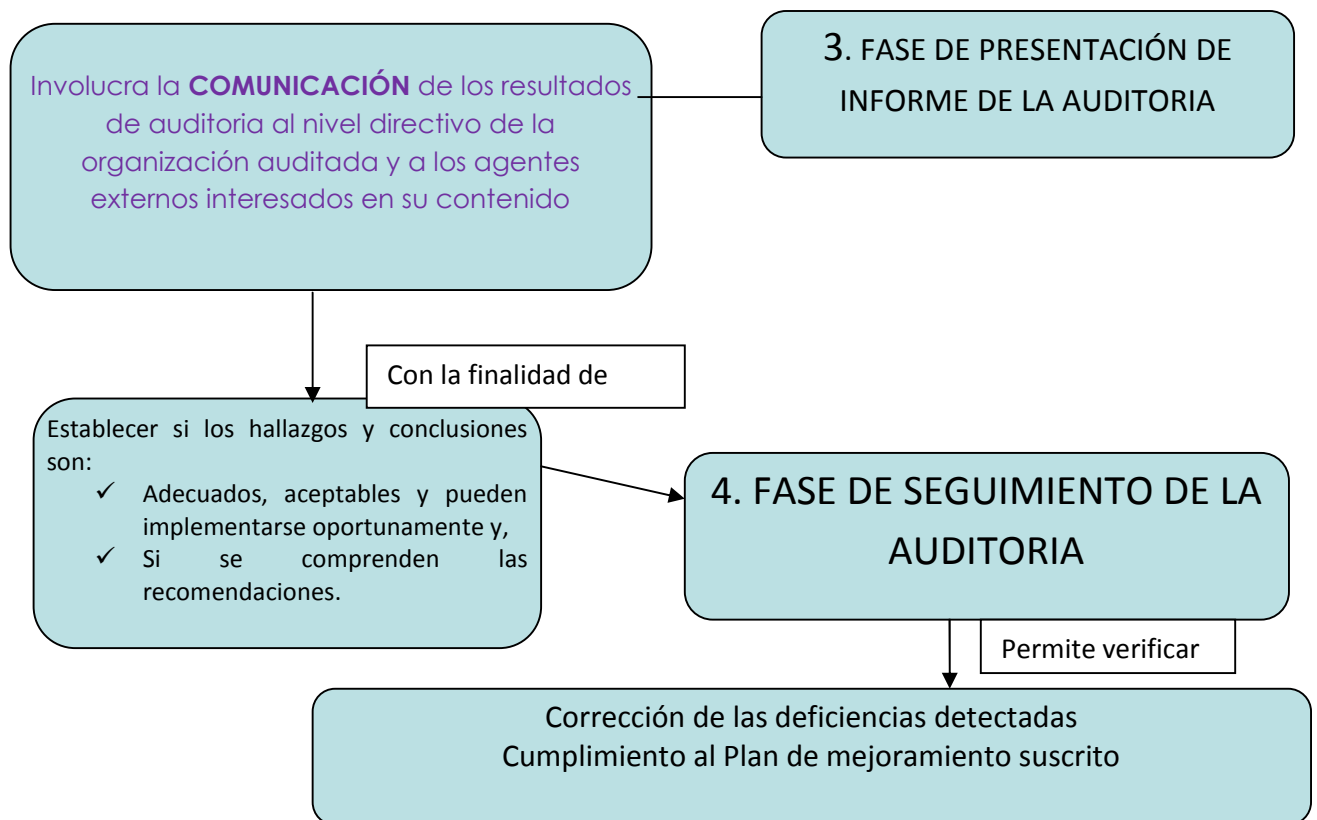 3. FASE DE PRESENTACIÓN DE
INFORME DE LA AUDITORIA
Involucra la COMUNICACIÓN de los resultados
de auditoria al nivel directivo de la
organización auditada y a los agentes
externos interesados en su contenido
Con la finalidad de
Establecer si los hallazgos y conclusiones
son:
✓ Adecuados, aceptables y pueden
implementarse oportunamente y,
✓ Si se comprenden las
recomendaciones.
4. FASE DE SEGUIMIENTO DE LA
AUDITORIA
Permite verificar
Corrección de las deficiencias detectadas
Cumplimiento al Plan de mejoramiento suscrito